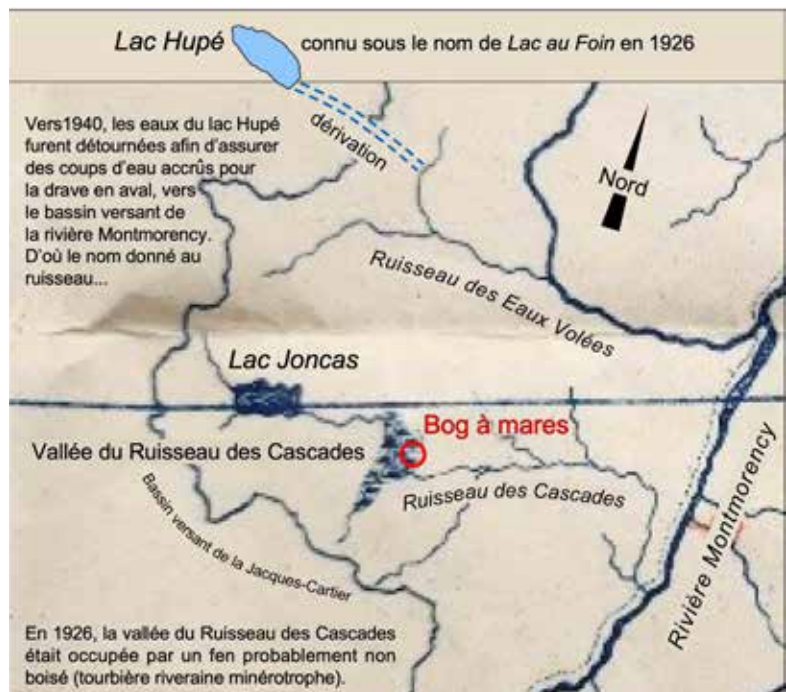 Lac Hupé connu sous le nom de Lac au Foin en 1926
Vers1940, les eaux du lac Hupé
furent détournées afin d'assurer
des coups d'eau accrûs pour
la drave en aval, vers
le bassin versant de
la rivière Montmorency.
D'où le nom donné au
ruisseau...
dérivation
Nord
Ruisseau des Eaux Volées
Lac Joncas
Bog à mares
Vallée du Ruisseau des Cascades
Ruisseau des Cascades
Bassin versant de la Jacques-Cartier
Rivière Montmorency
En 1926, la vallée du Ruisseau des Cascades
était occupée par un fen probablement non
boisé (tourbière riveraine minérotrophe).